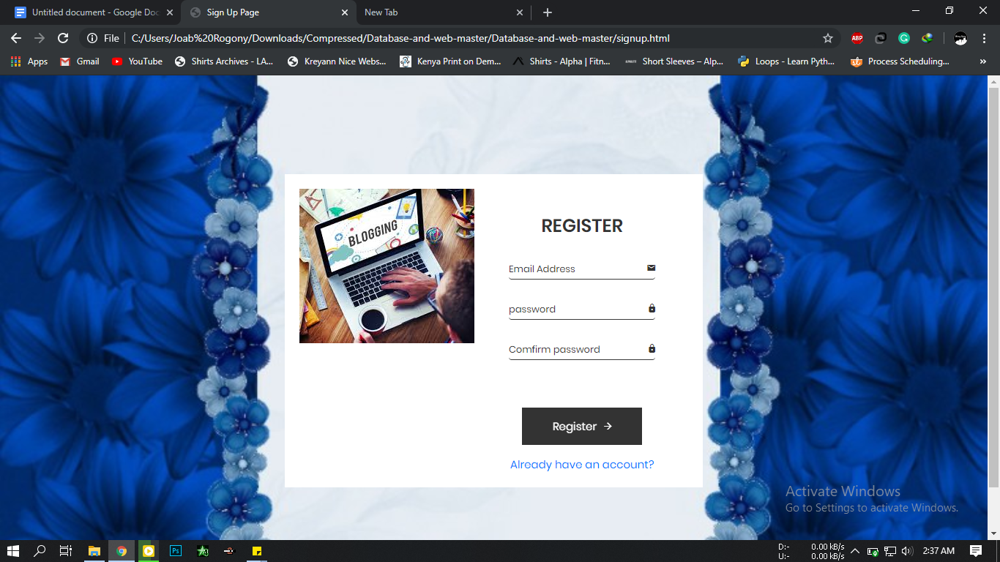 Untitled document - Google Doc
Sign Up Page
New Tab
File
C:/Users/Joab%20Rogony/Downloads/Compressed/Database-and-web-master/Database-and-web-master/signup.html
ABP
Apps
Gmail
YouTube
Shirts Archives - LA...
Kreyann Nice Webs...
Kenya Print on Dem...
Shirts - Alpha | Fitn...
Short Sleeves – Alp...
Loops - Learn Pyth...
Process Scheduling...
»
BLOGGING
REGISTER
Email Address
password
Comfirm password
Register →
Already have an account?
Activate Windows
Go to Settings to activate Windows.
Ps
D:- 0.00 kB/s
U:- 0.00 kB/s
2:37 AM